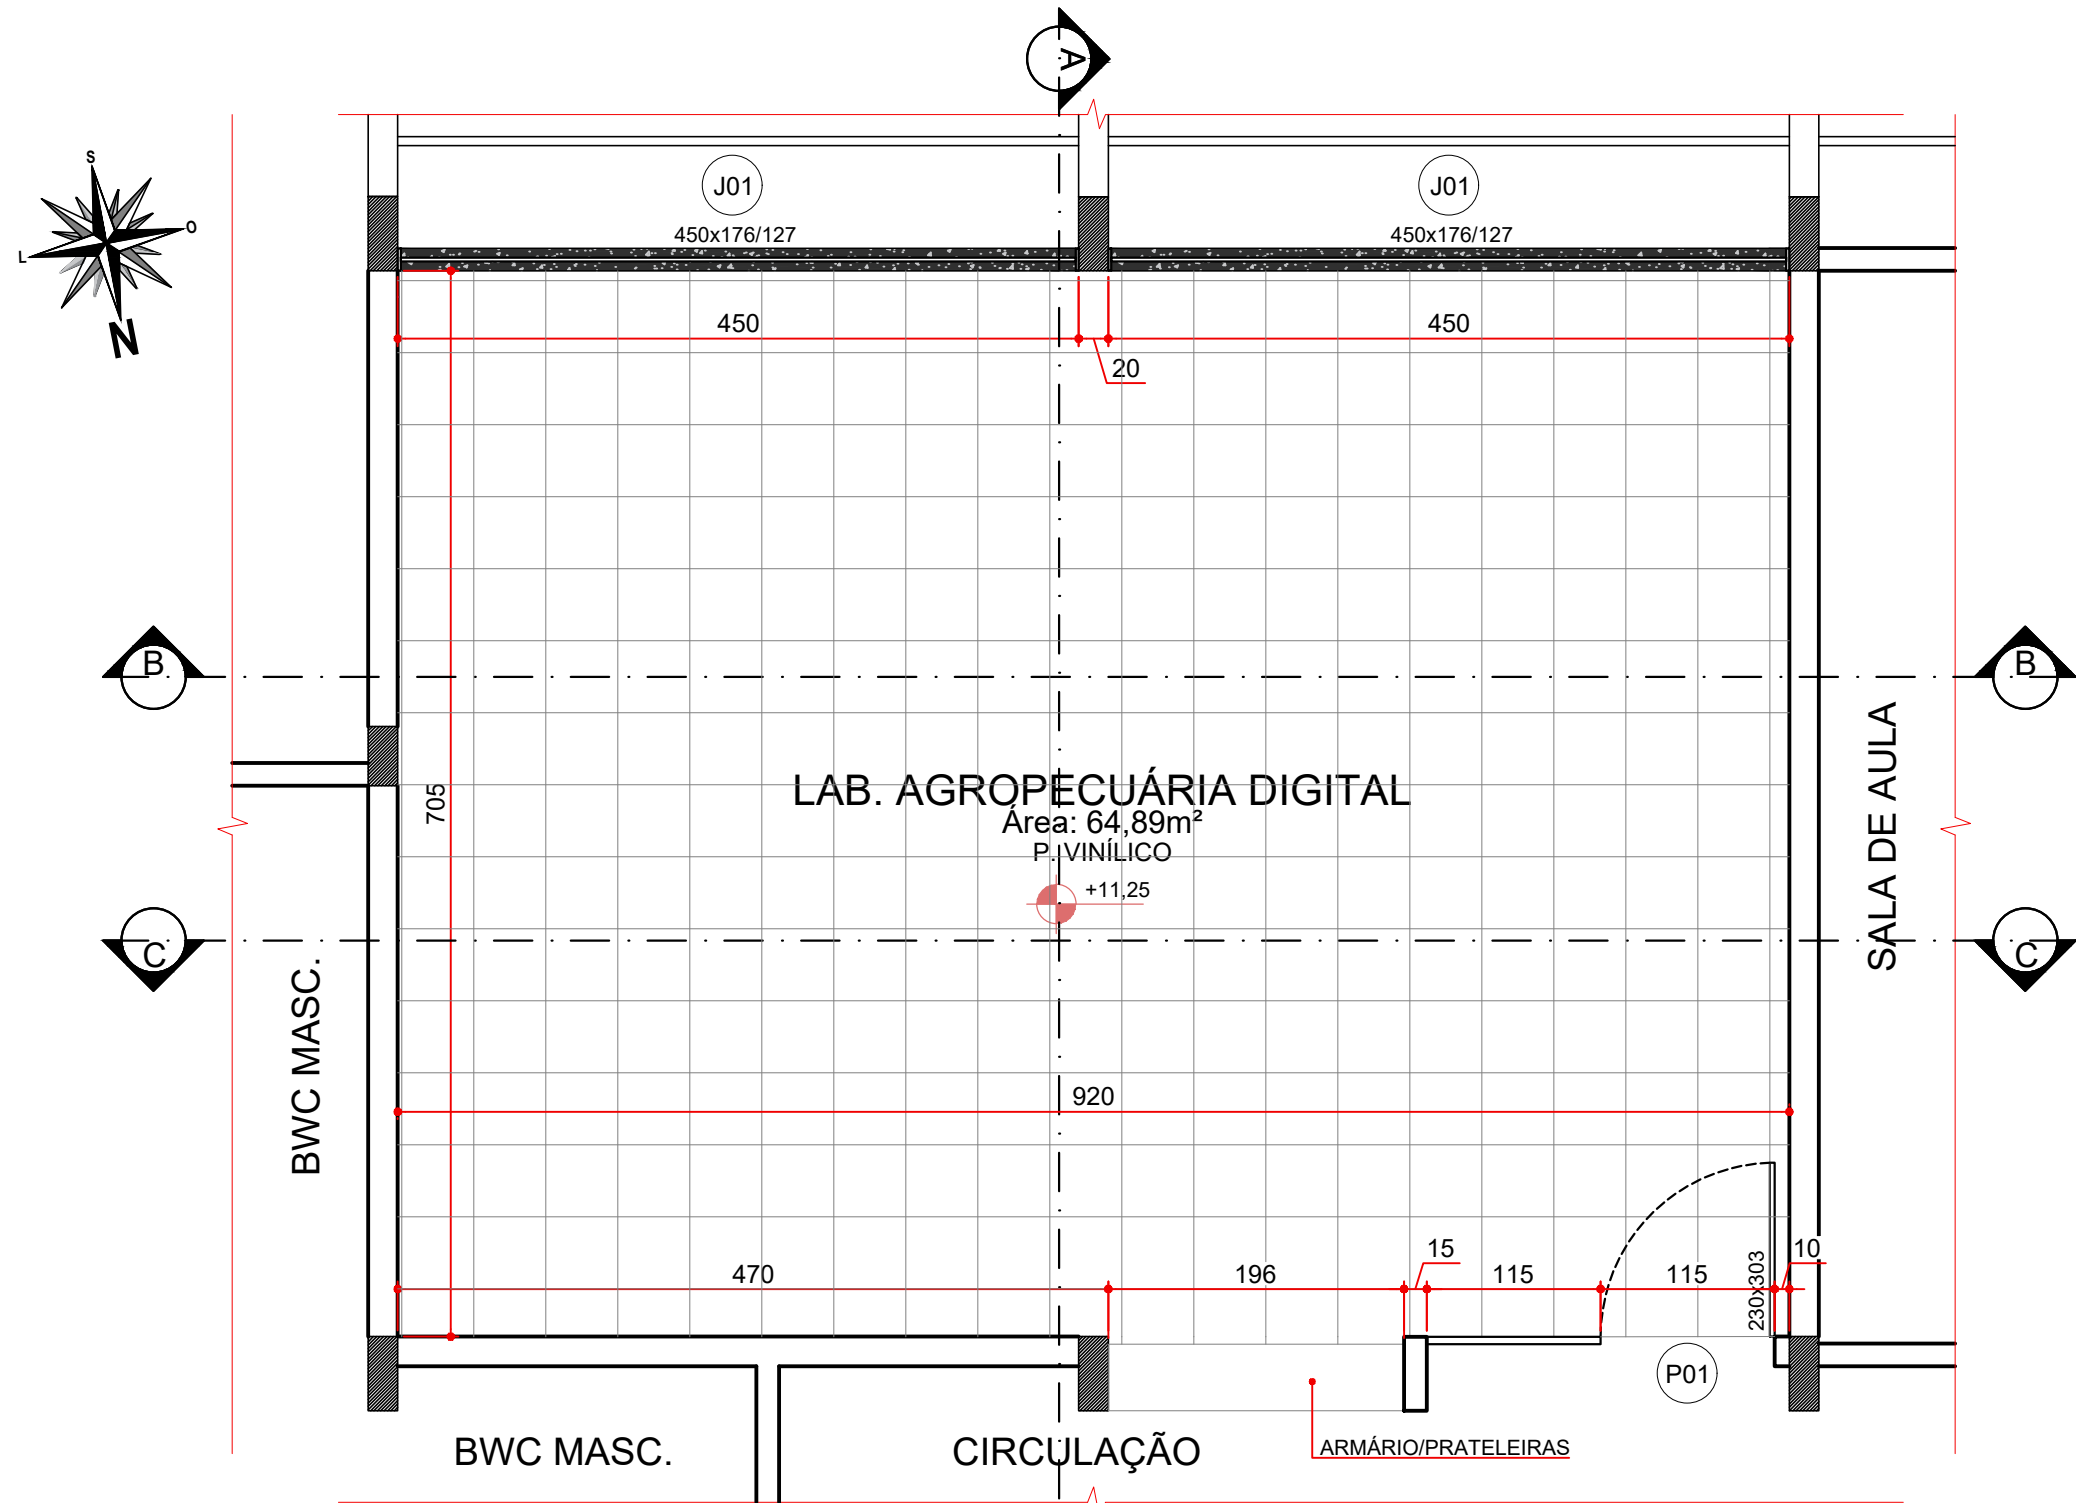 A
S
O
L
N
J01
J01
450x176/127
450x176/127
450
450
20
B
B
705
LAB. AGROPECUÁRIA DIGITAL
Área: 64,89m²
P. VINÍLICO
+11,25
SALA DE AULA
C
C
BWC MASC.
920
470
196
15
115
115
10
230x303
P01
BWC MASC.
CIRCULAÇÃO
ARMÁRIO/PRATELEIRAS